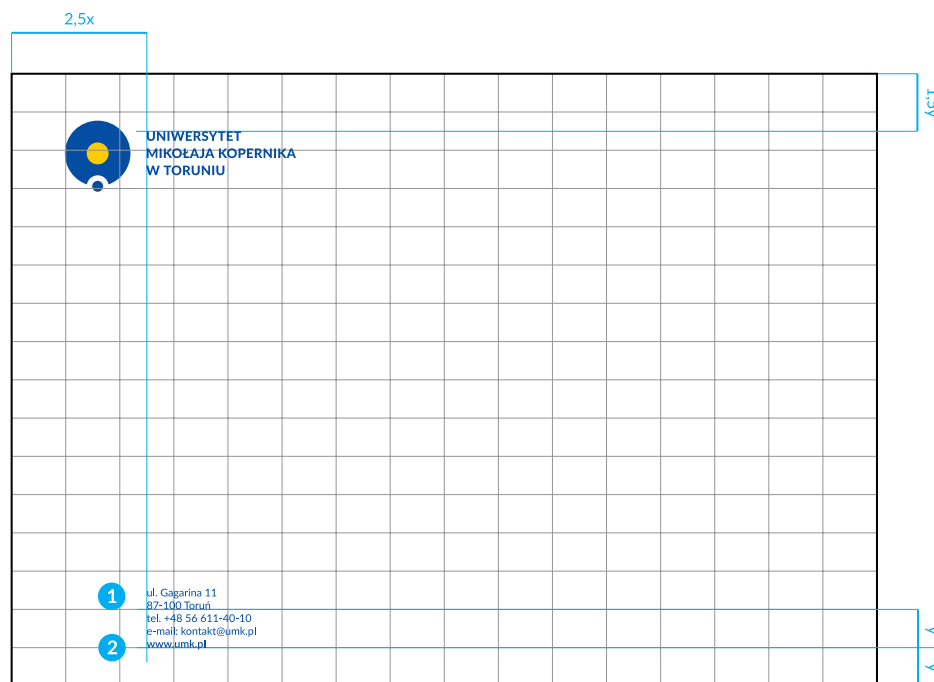 2,5x
1,5y
UNIWERSYTET
MIKOŁAJA KOPERNIKA
W TORUNIU
1
ul. Gagarina 11
87-100 Toruń
tel. +48 56 611-40-10
e-mail: kontakt@umk.pl
2
www.umk.pl
y
y